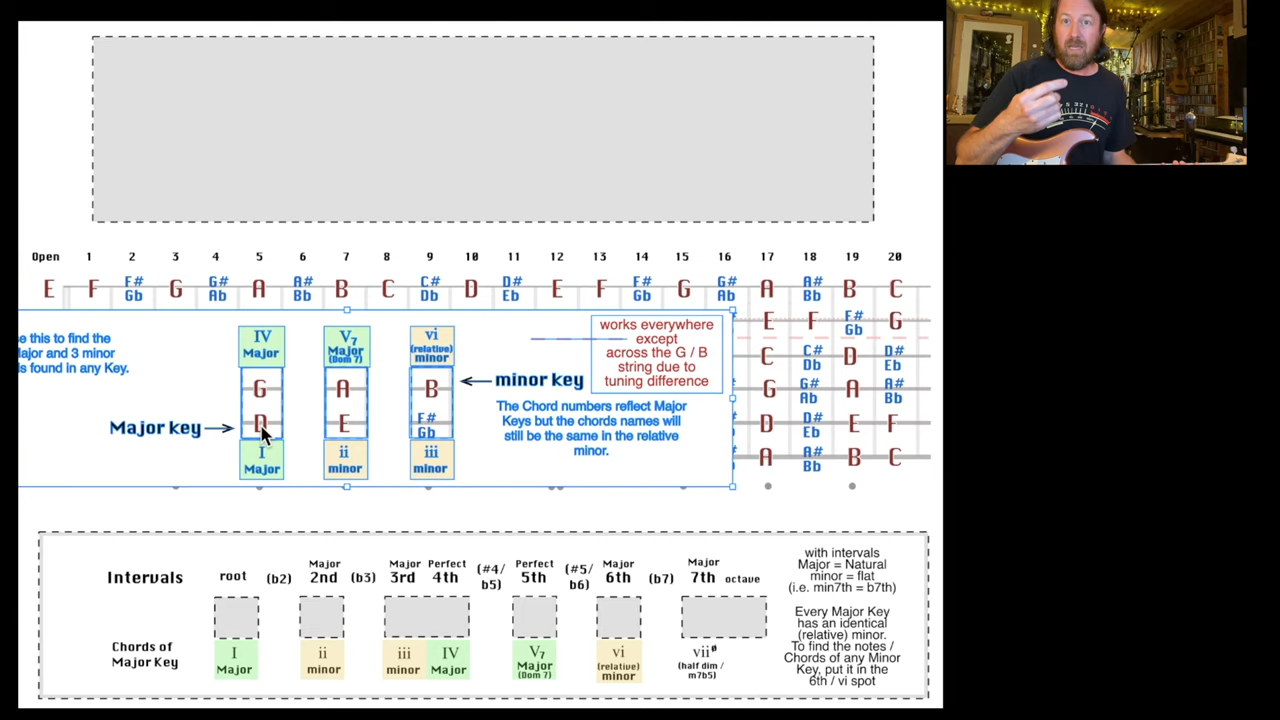 Open 1 2 3 4 5 6 7 8 9 10 11 12 13 14 15 16 17 18 19 20
E F F# Gb G G# Ab A A# Bb B C C# Db D D# Eb E F F# Gb G G# Ab A A# Bb B C
E F F# Gb G
C C# Db D D# Eb
G G# Ab A A# Bb
D D# Eb E F
A A# Bb B C
e this to find the
ajor and 3 minor
s found in any Key.
IV
Major
V7
Major
(Dom 7)
vi
(relative)
minor
works everywhere
except
across the G / B
string due to
tuning difference
G A B
minor key
Major key
D E F# Gb
The Chord numbers reflect Major
Keys but the chords names will
still be the same in the relative
minor.
I
Major
ii
minor
iii
minor
Intervals
root
(b2)
Major
2nd
(b3)
Major
3rd
Perfect
4th
(#4/
b5)
Perfect
5th
(#5/
b6)
Major
6th
(b7)
Major
7th
octave
Chords of
Major Key
I
Major
ii
minor
iii
minor
IV
Major
V7
Major
(Dom 7)
vi
(relative)
minor
viiø
(half dim /
m7b5)
with intervals
Major = Natural
minor = flat
(i.e. min7th = b7th)
Every Major Key
has an identical
(relative) minor.
To find the notes /
Chords of any Minor
Key, put it in the
6th / vi spot